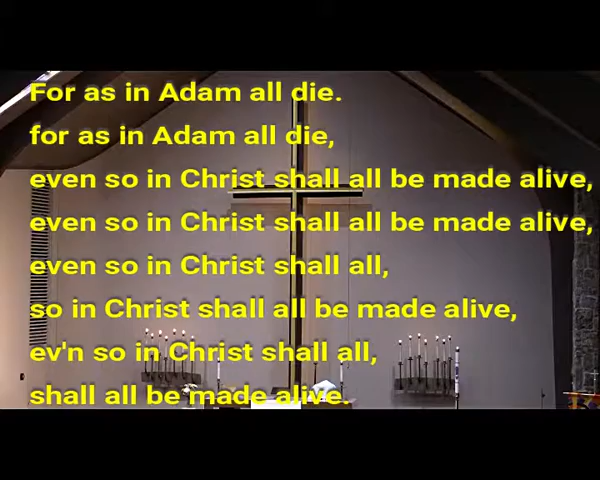 For as in Adam all die.
for as in Adam all die,
even so in Christ shall all be made alive,
even so in Christ shall all be made alive,
even so in Christ shall all,
so in Christ shall all be made alive,
ev'n so in Christ shall all,
shall all be made alive.